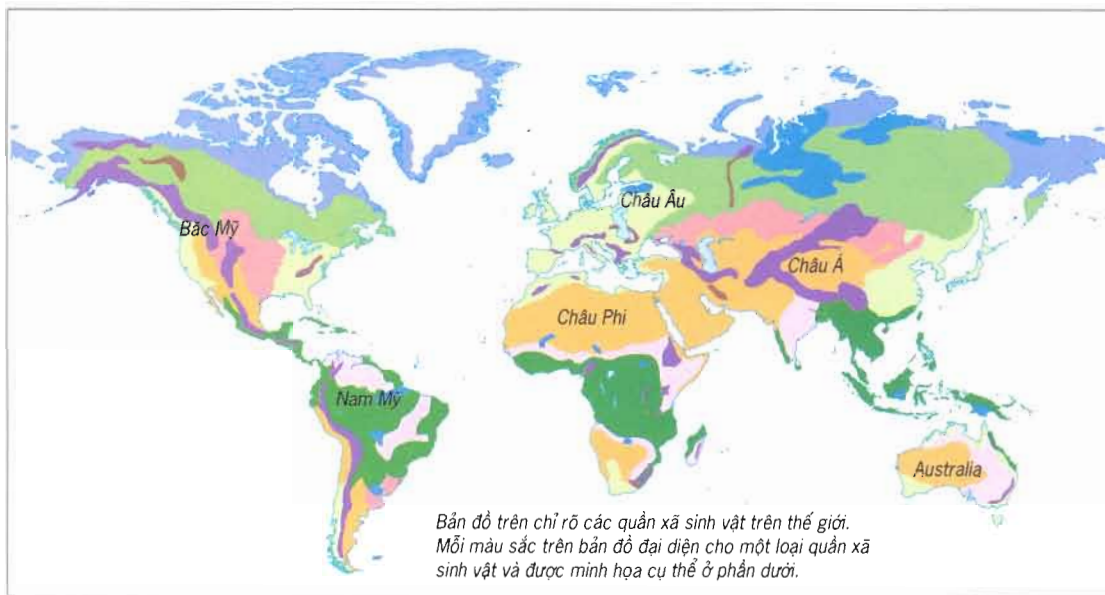 Châu Âu
Bắc Mỹ
Châu Á
Châu Phi
Nam Mỹ
Australia
Bản đồ trên chỉ rõ các quần xã sinh vật trên thế giới.
Mỗi màu sắc trên bản đồ đại diện cho một loại quần xã
sinh vật và được minh họa cụ thể ở phần dưới.